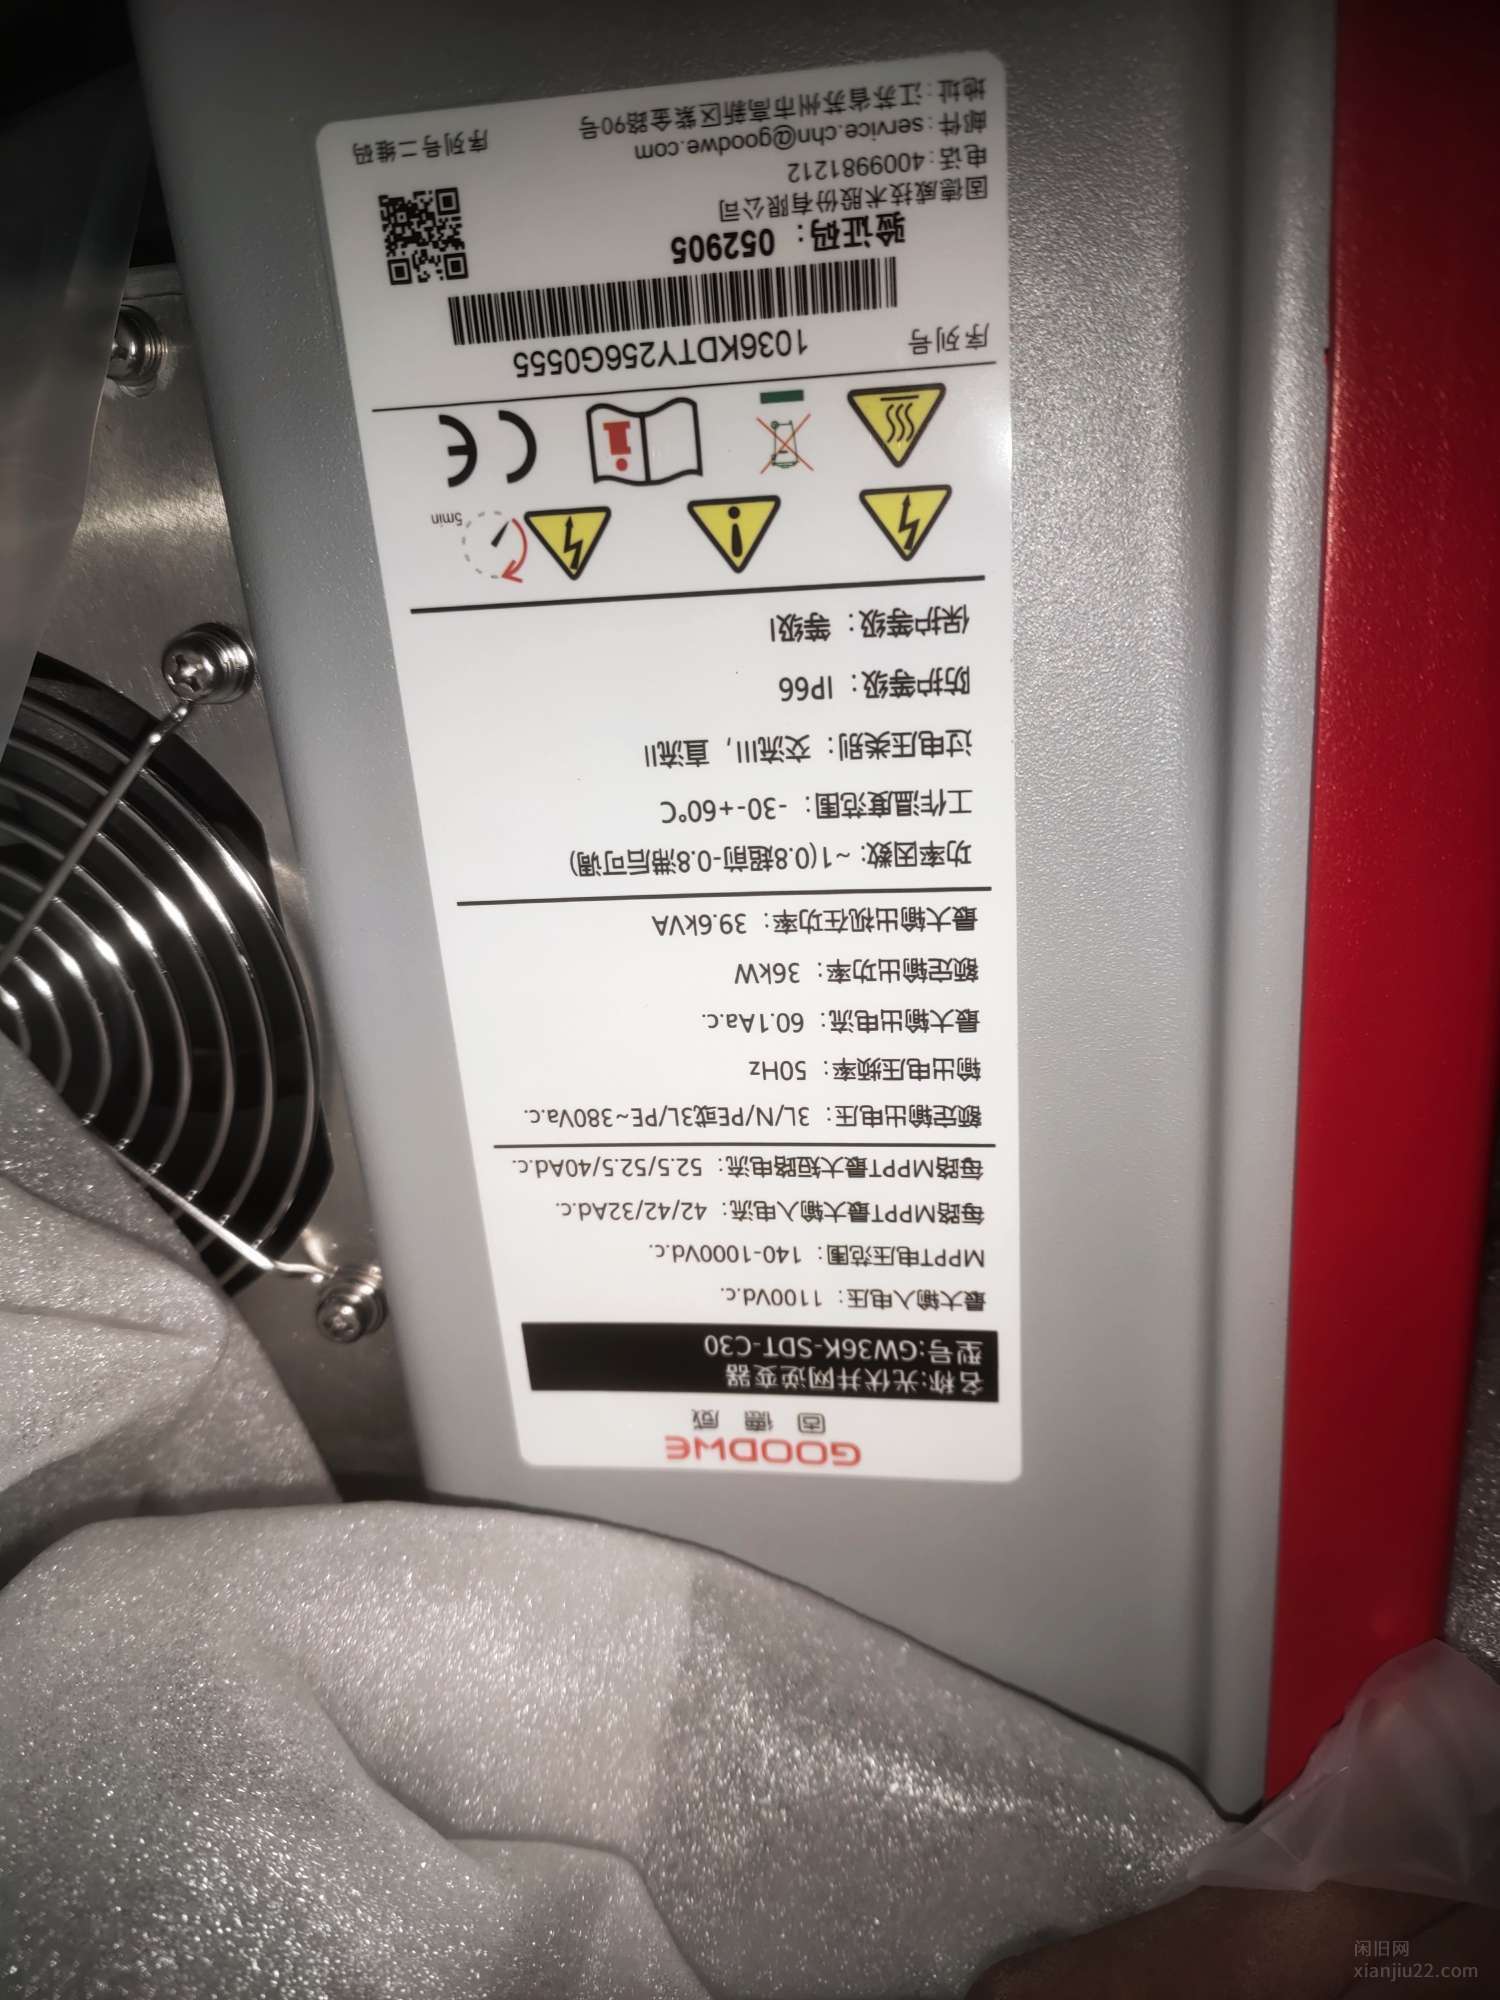 GOODWE
固 德 威
名称:光伏并网逆变器
型号:GW36K-SDT-C30
最大输入电压: 1100Vd.c.
MPPT电压范围: 140-1000Vd.c.
每路MPPT最大输入电流: 42/42/32Ad.c.
每路MPPT最大短路电流: 52.5/52.5/40Ad.c.
额定输出电压: 3L/N/PE或3L/PE~380Va.c.
输出电压频率: 50Hz
最大输出电流: 60.1Aa.c.
额定输出功率: 36kW
最大输出视在功率: 39.6kVA
功率因数: ~1(0.8超前-0.8滞后可调)
工作温度范围: -30-+60°C
过电压类别: 交流III, 直流II
防护等级: IP66
保护等级: 等级I
5min
CE
序列号 1036KDTY256G0555
验证码: 052905
固德威技术股份有限公司
电话:4009981212
邮件:service.chn@goodwe.com
地址:江苏省苏州市高新区紫金路90号
序列号二维码
闲旧网
xianjiu22.com